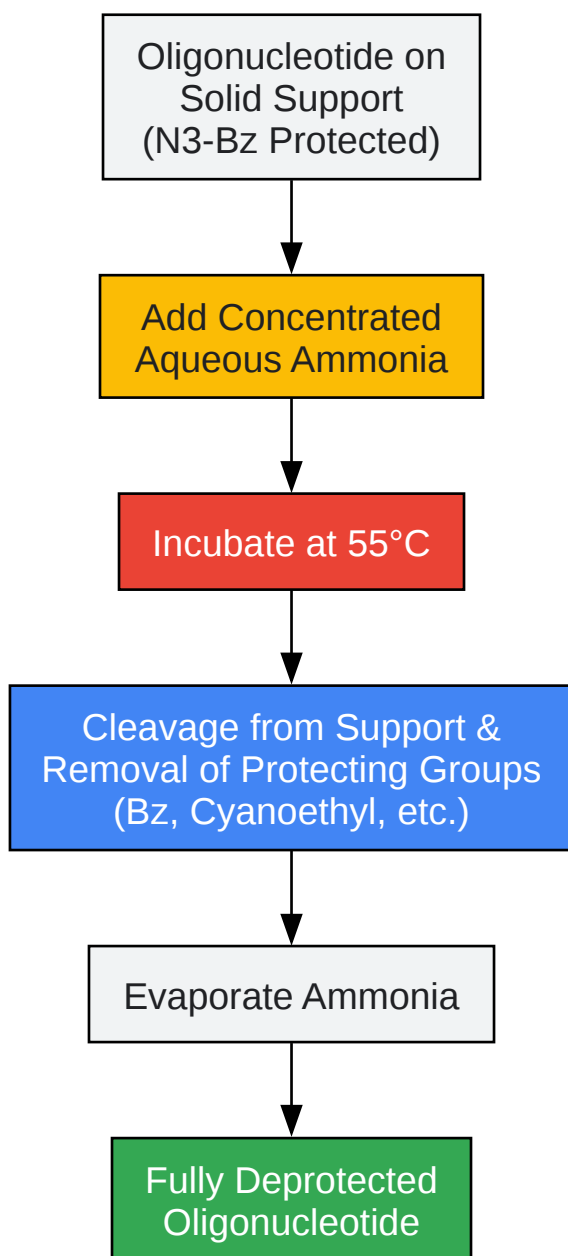 Oligonucleotide on
Solid Support
(N3-Bz Protected)
Add Concentrated
Aqueous Ammonia
Incubate at 55°C
Cleavage from Support &
Removal of Protecting Groups
(Bz, Cyanoethyl, etc.)
Evaporate Ammonia
Fully Deprotected
Oligonucleotide